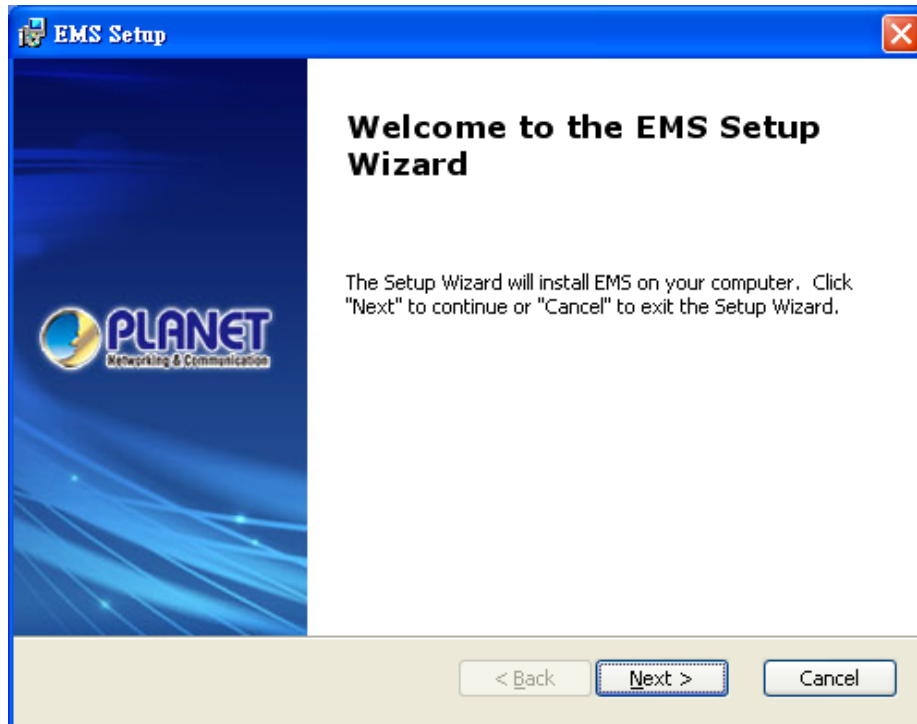 EMS Setup
Welcome to the EMS Setup
Wizard
The Setup Wizard will install EMS on your computer. Click
"Next" to continue or "Cancel" to exit the Setup Wizard.
PLANET
Networking & Communication
< Back
Next >
Cancel